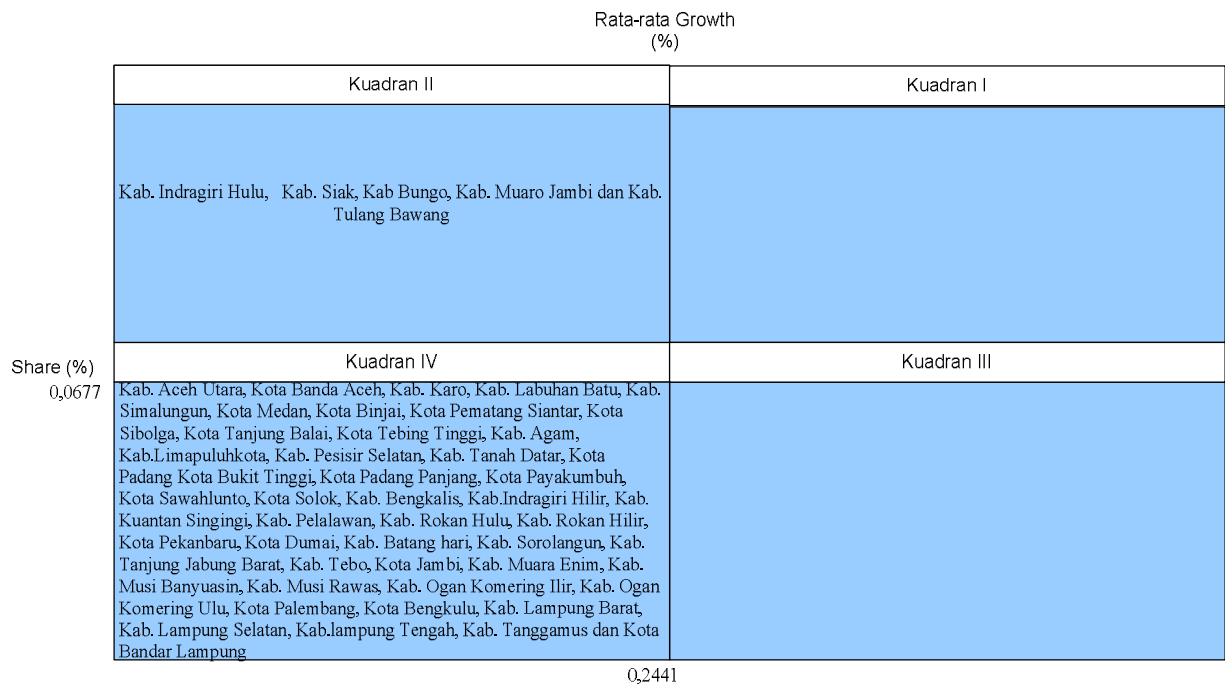 Rata-rata Growth
(%)
Kuadran II
Kuadran I
Kab. Indragiri Hulu, Kab. Siak, Kab Bungo, Kab. Muaro Jambi dan Kab.
Tulang Bawang
Share (%)
0,0677
Kuadran IV
Kuadran III
Kab. Aceh Utara, Kota Banda Aceh, Kab. Karo, Kab. Labuhan Batu, Kab.
Simalungun, Kota Medan, Kota Binjai, Kota Pematang Siantar, Kota
Sibolga, Kota Tanjung Balai, Kota Tebing Tinggi, Kab. Agam,
Kab.Limapuluhkota, Kab. Pesisir Selatan, Kab. Tanah Datar, Kota
Padang Kota Bukit Tinggi, Kota Padang Panjang, Kota Payakumbuh,
Kota Sawahlunto, Kota Solok, Kab. Bengkalis, Kab.Indragiri Hilir, Kab.
Kuantan Singingi, Kab. Pelalawan, Kab. Rokan Hulu, Kab. Rokan Hilir,
Kota Pekanbaru, Kota Dumai, Kab. Batang hari, Kab. Sorolangun, Kab.
Tanjung Jabung Barat, Kab. Tebo, Kota Jambi, Kab. Muara Enim, Kab.
Musi Banyuasin, Kab. Musi Rawas, Kab. Ogan Komering Ilir, Kab. Ogan
Komering Ulu, Kota Palembang, Kota Bengkulu, Kab. Lampung Barat,
Kab. Lampung Selatan, Kab.lampung Tengah, Kab. Tanggamus dan Kota
Bandar Lampung
0,2441